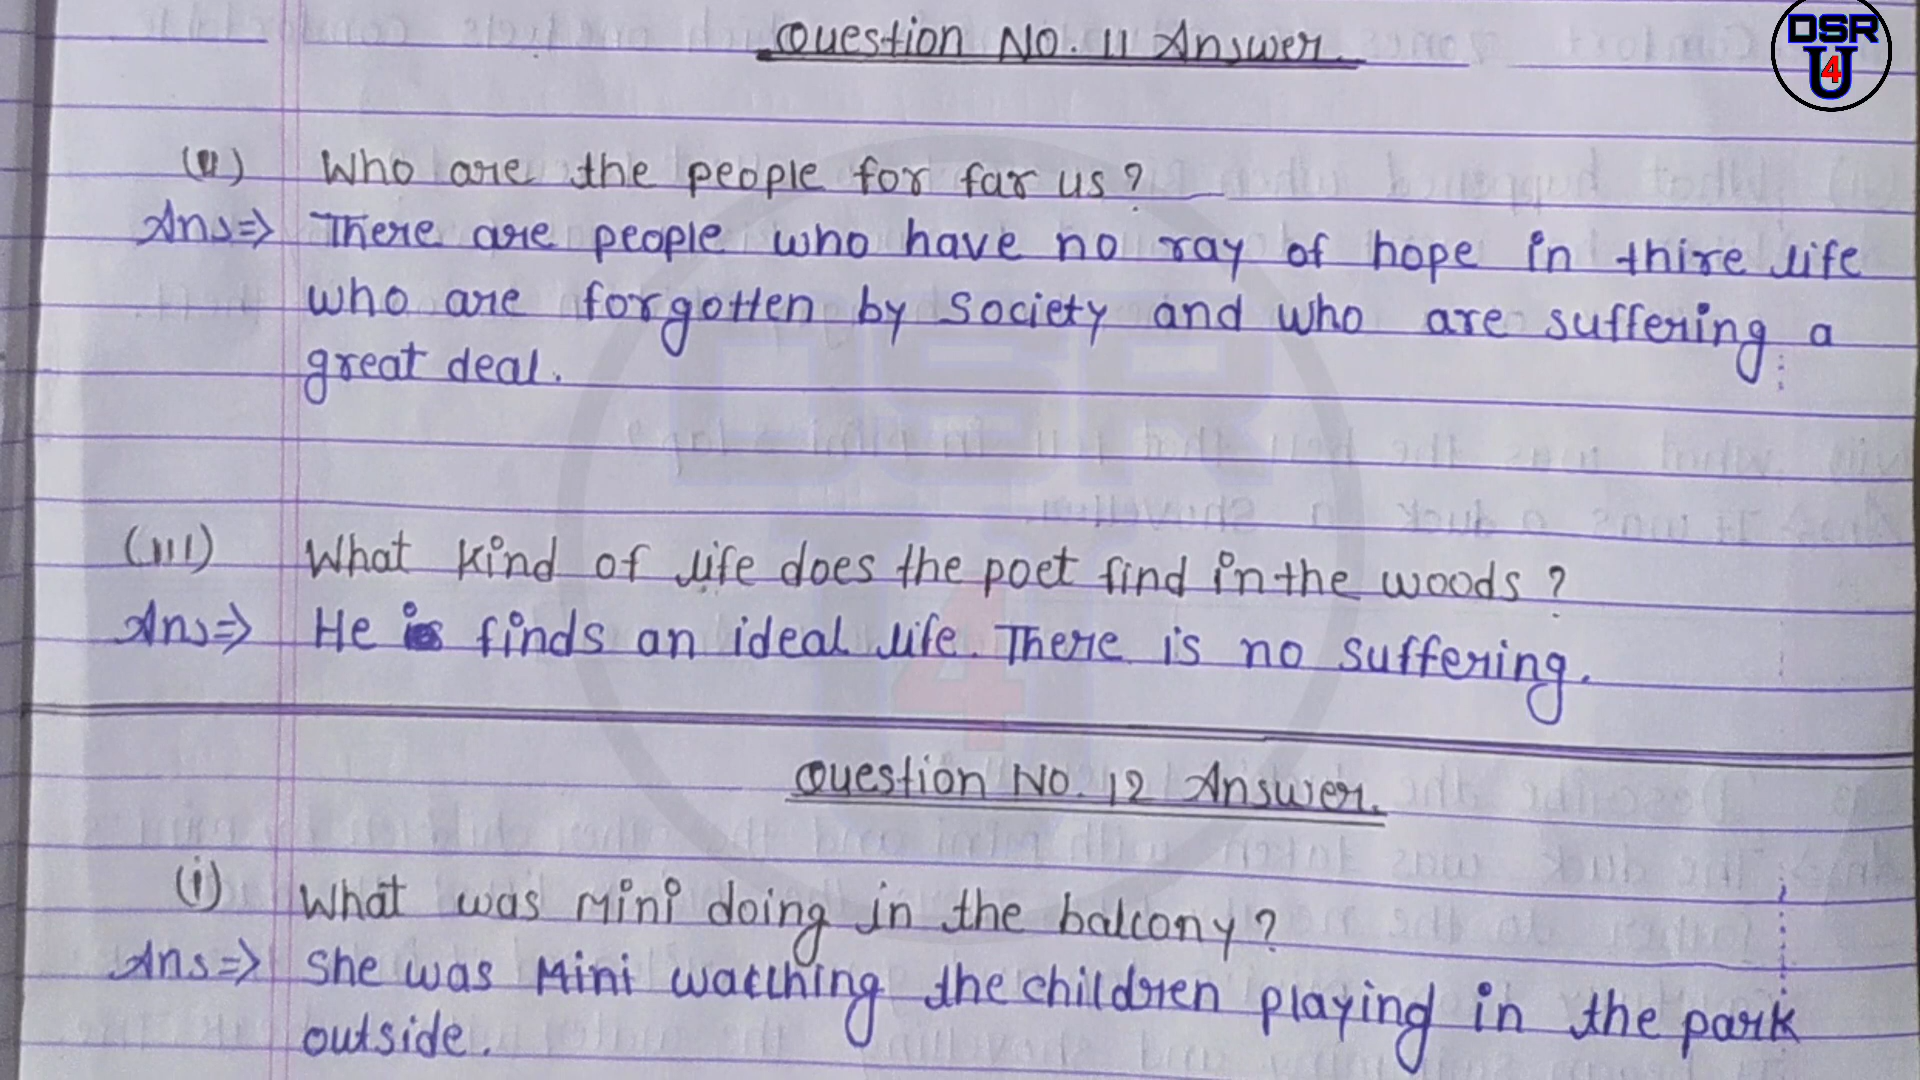 Question No. 11 Answer.
DSR
U
4
(ii) Who are the people for far us?
Ans⇒ There are people who have no ray of hope in thire life
who are forgotten by society and who are suffering a
great deal.
(iii) What kind of life does the poet find in the woods?
Ans⇒ He is finds an ideal life. There is no suffering.
Question No. 12 Answer.
(i) What was Mini doing in the balcony?
Ans⇒ She was Mini watching the children playing in the park
outside.